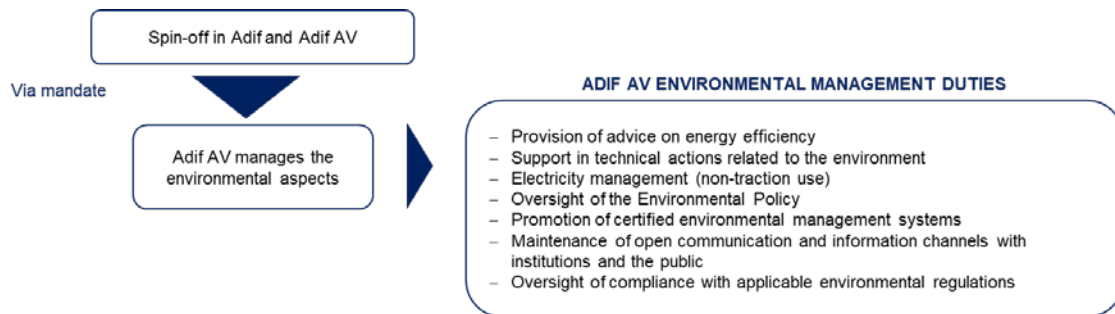 Spin-off in Adif and Adif AV
Via mandate
Adif AV manages the
environmental aspects
ADIF AV ENVIRONMENTAL MANAGEMENT DUTIES
– Provision of advice on energy efficiency
– Support in technical actions related to the environment
– Electricity management (non-traction use)
– Oversight of the Environmental Policy
– Promotion of certified environmental management systems
– Maintenance of open communication and information channels with
institutions and the public
– Oversight of compliance with applicable environmental regulations